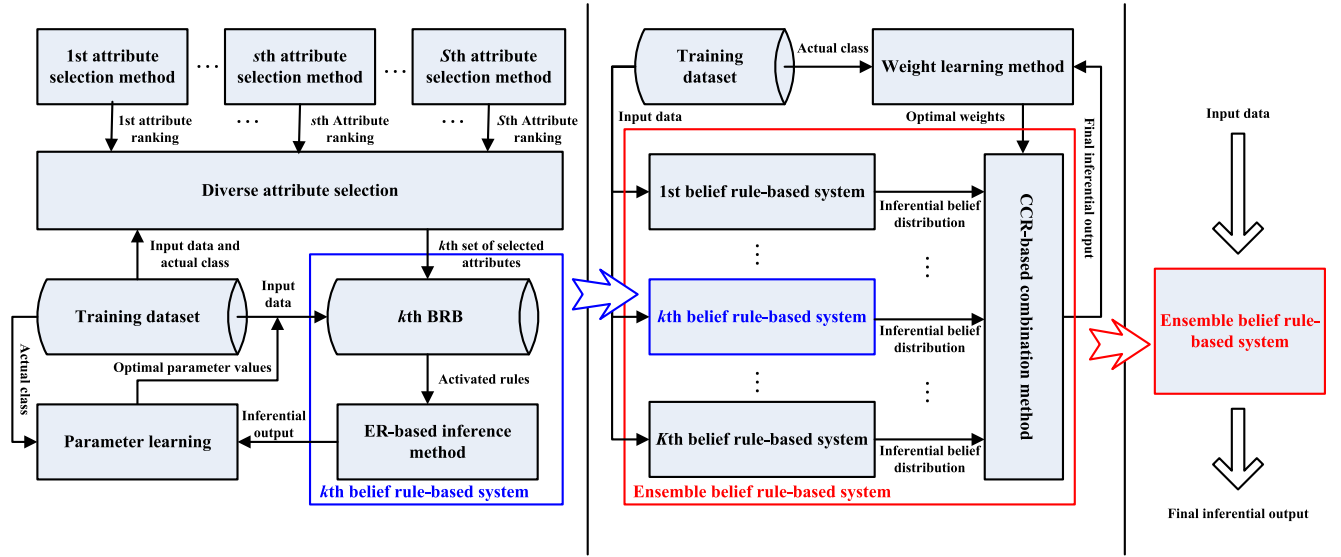 1st attribute
selection method
. . .
sth attribute
selection method
. . .
Sth attribute
selection method
1st attribute
ranking
. . .
sth Attribute
ranking
. . .
Sth Attribute
ranking
Diverse attribute selection
Input data and
actual class
kth set of selected
attributes
Training dataset
Input
data
kth BRB
Actual
class
Optimal parameter values
Activated rules
Parameter learning
Inferential
output
ER-based inference
method
kth belief rule-based system
Training
dataset
Actual class
Weight learning method
Input data
Optimal weights
Final inferential output
1st belief rule-based system
Inferential belief
distribution
. . .
. . .
kth belief rule-based system
Inferential belief
distribution
. . .
. . .
Kth belief rule-based system
Inferential belief
distribution
CCR-based combination method
Ensemble belief rule-based system
Input data
Ensemble belief rule-
based system
Final inferential output